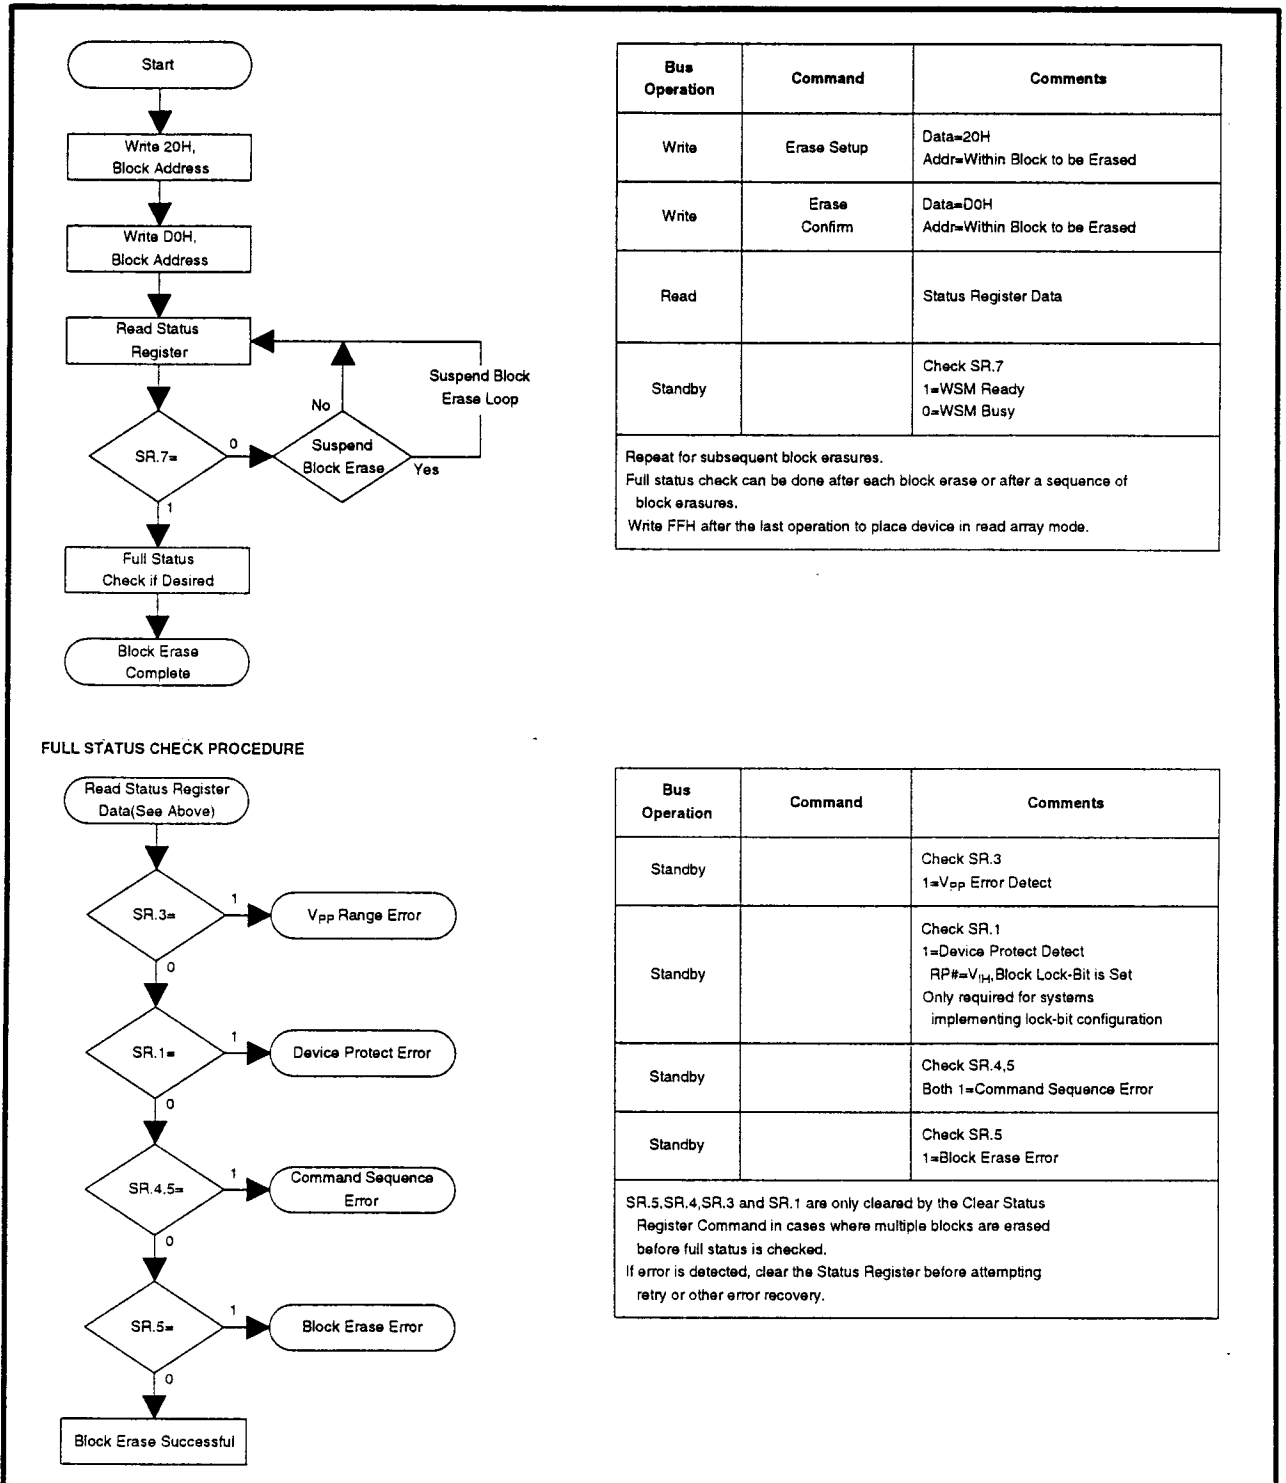 Start
Write 20H,
Block Address
Write D0H,
Block Address
Read Status
Register
Suspend Block
Erase Loop
No
SR.7=
0
Suspend
Block Erase
Yes
1
Full Status
Check if Desired
Block Erase
Complete
Bus
Operation
Command
Comments
Write
Erase Setup
Data=20H
Addr=Within Block to be Erased
Write
Erase
Confirm
Data=D0H
Addr=Within Block to be Erased
Read
Status Register Data
Standby
Check SR.7
1=WSM Ready
0=WSM Busy
Repeat for subsequent block erasures.
Full status check can be done after each block erase or after a sequence of
block erasures.
Write FFH after the last operation to place device in read array mode.
FULL STATUS CHECK PROCEDURE
Read Status Register
Data(See Above)
SR.3=
1
VPP Range Error
0
SR.1=
1
Device Protect Error
0
SR.4,5=
1
Command Sequence
Error
0
SR.5=
1
Block Erase Error
0
Block Erase Successful
Bus
Operation
Command
Comments
Standby
Check SR.3
1=VPP Error Detect
Standby
Check SR.1
1=Device Protect Detect
RP#=VIH,Block Lock-Bit is Set
Only required for systems
implementing lock-bit configuration
Standby
Check SR.4,5
Both 1=Command Sequence Error
Standby
Check SR.5
1=Block Erase Error
SR.5,SR.4,SR.3 and SR.1 are only cleared by the Clear Status
Register Command in cases where multiple blocks are erased
before full status is checked.
If error is detected, clear the Status Register before attempting
retry or other error recovery.